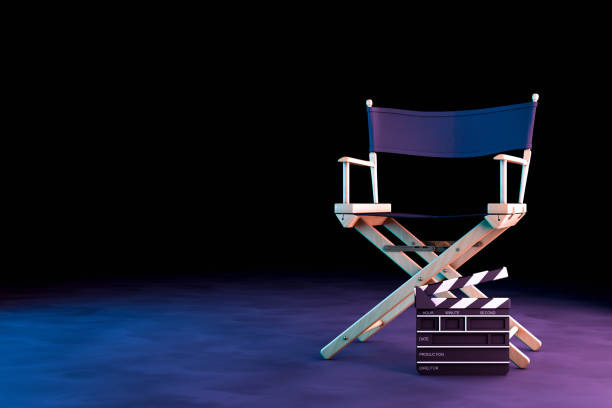 HOUR MINUTE SECOND
DATE
PRODUCTION
DIRECTOR